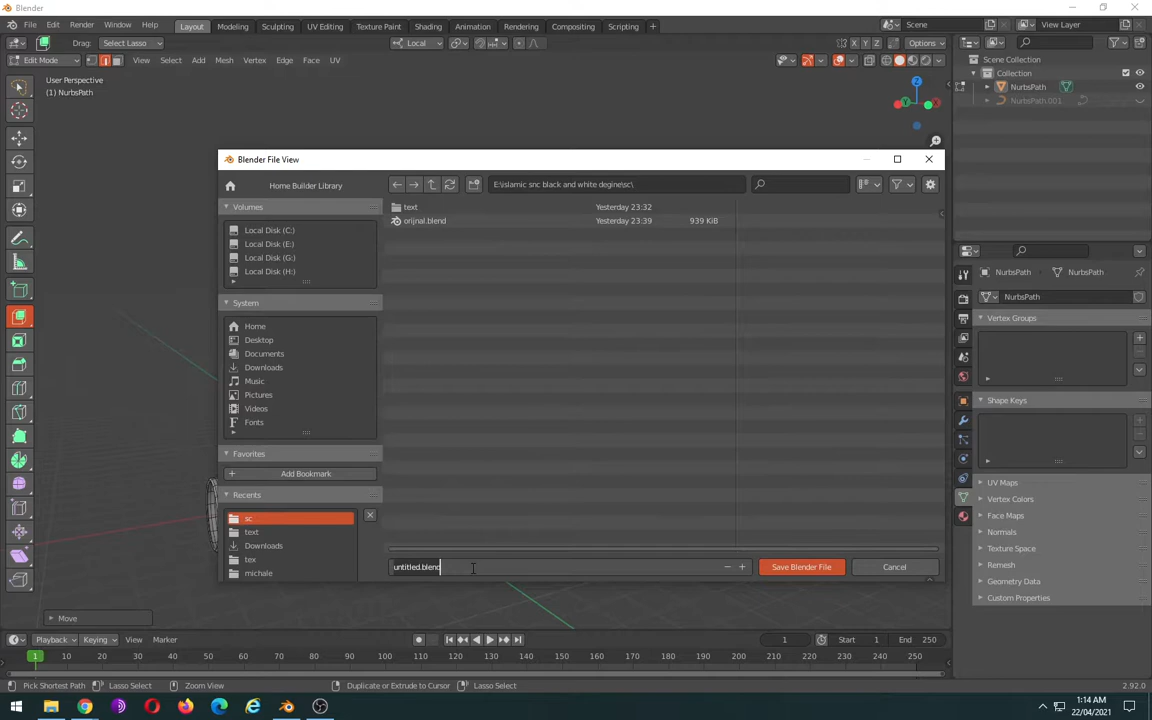 Blender
File Edit Render Window Help Layout Modeling Sculpting UV Editing Texture Paint Shading Animation Rendering Compositing Scripting + Scene View Layer
Drag: Select Lasso Local X Y Z Options
Edit Mode View Select Add Mesh Vertex Edge Face UV
User Perspective
(1) NurbsPath
Scene Collection
Collection
NurbsPath
NurbsPath.001
Z
Y
X
Blender File View
Home Builder Library
E:\islamic snc black and white degine\sc\
Volumes
Local Disk (C:)
Local Disk (E:)
Local Disk (G:)
Local Disk (H:)
System
Home
Desktop
Documents
Downloads
Music
Pictures
Videos
Fonts
Favorites
Add Bookmark
Recents
sc
text
Downloads
tex
michale
text Yesterday 23:32
orijnal.blend Yesterday 23:39 939 KiB
untitled.blend
Save Blender File
Cancel
NurbsPath NurbsPath
NurbsPath
Vertex Groups
Shape Keys
UV Maps
Vertex Colors
Face Maps
Normals
Texture Space
Remesh
Geometry Data
Custom Properties
Move
Playback Keying View Marker 1 Start 1 End 250
1 10 20 30 40 50 60 70 80 90 100 110 120 130 140 150 160 170 180 190 200 210 220 230 240 250
Pick Shortest Path Lasso Select Zoom View Duplicate or Extrude to Cursor Lasso Select 2.92.0
1:14 AM
22/04/2021